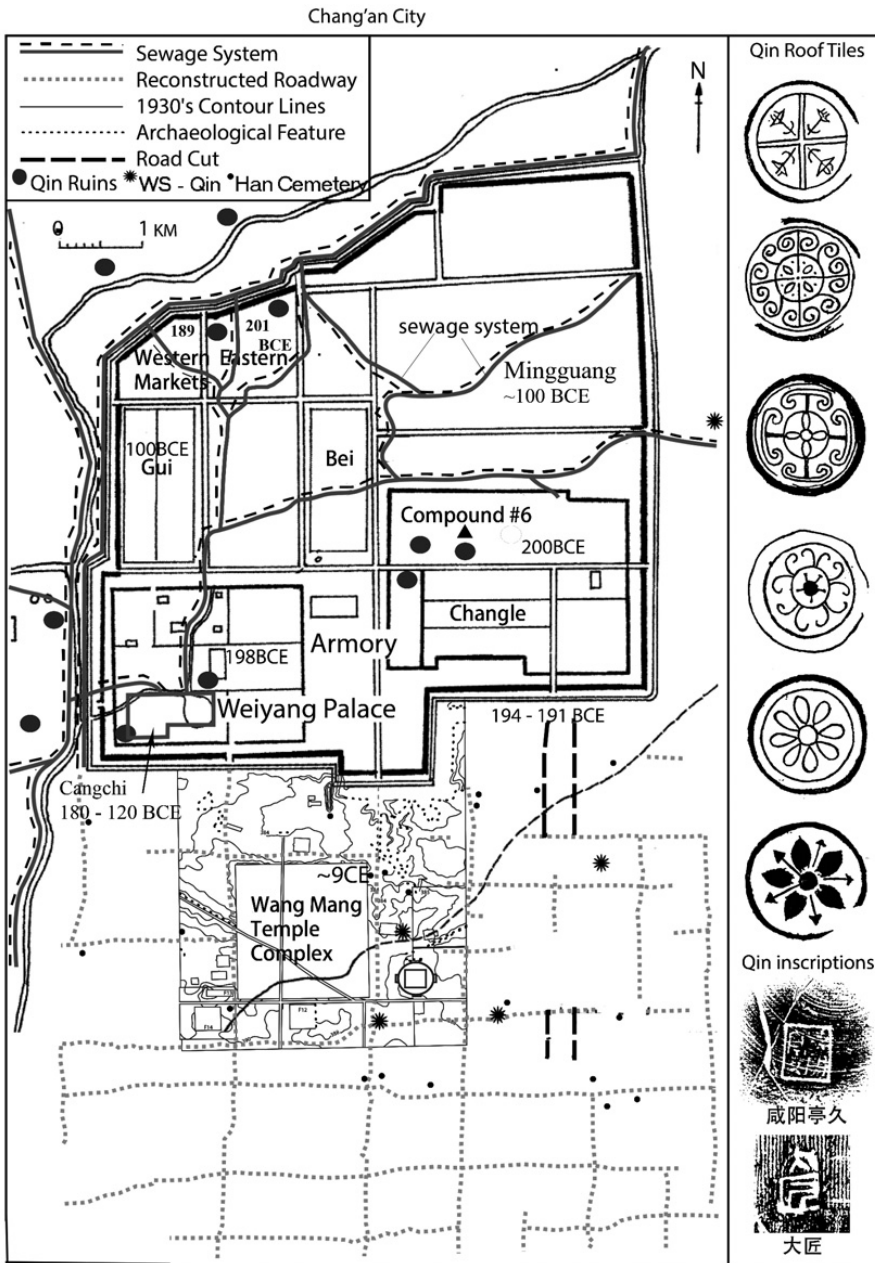 Chang'an City
Sewage System
Reconstructed Roadway
1930's Contour Lines
Archaeological Feature
Road Cut
Qin Ruins WS - Qin Han Cemetery
0 1 KM
N
189
201
BCE
Western Eastern
Markets
sewage system
Mingguang
~100 BCE
100BCE
Gui
Bei
Compound #6
200BCE
Changle
Armory
198BCE
Weiyang Palace
194 - 191 BCE
Cangchi
180 - 120 BCE
~9CE
Wang Mang
Temple
Complex
F12
F14
Qin Roof Tiles
Qin inscriptions
咸阳亭久
大匠